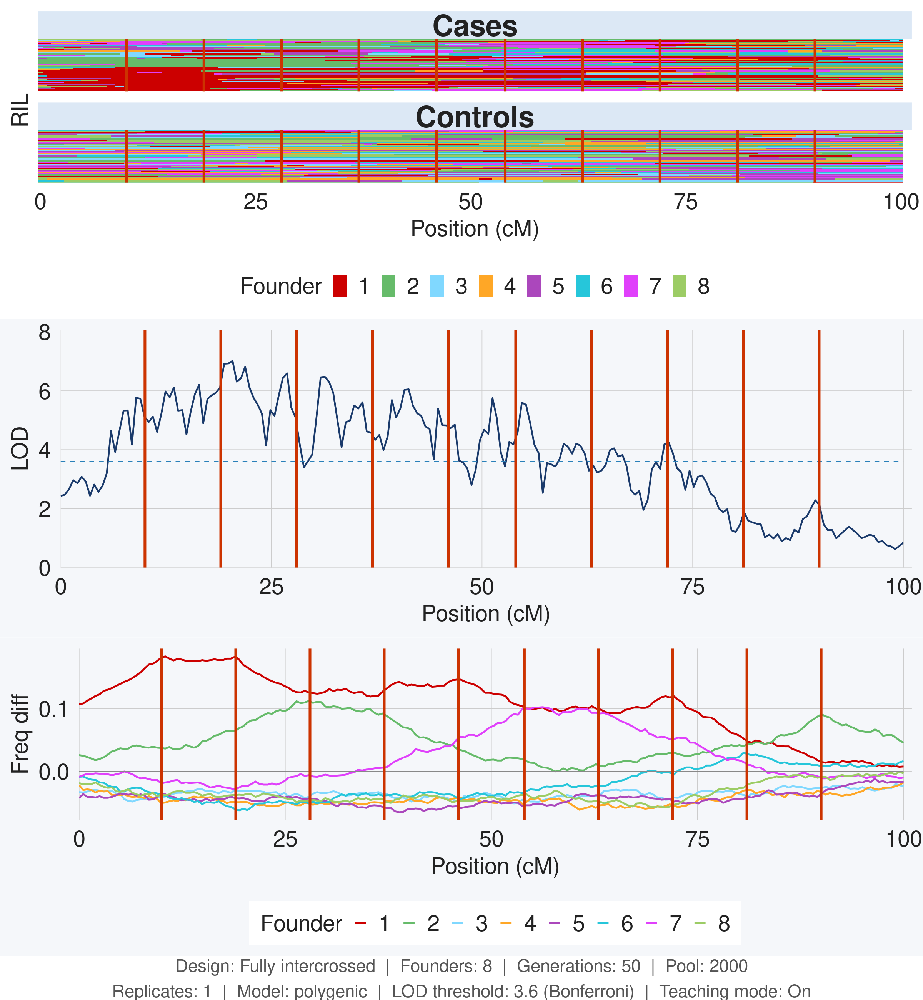 Cases
RIL
Controls
0 25 50 75 100
Position (cM)
Founder 1 2 3 4 5 6 7 8
8
6
4
2
0
LOD
0 25 50 75 100
Position (cM)
0.1
0.0
Freq diff
0 25 50 75 100
Position (cM)
Founder 1 2 3 4 5 6 7 8
Design: Fully intercrossed | Founders: 8 | Generations: 50 | Pool: 2000
Replicates: 1 | Model: polygenic | LOD threshold: 3.6 (Bonferroni) | Teaching mode: On